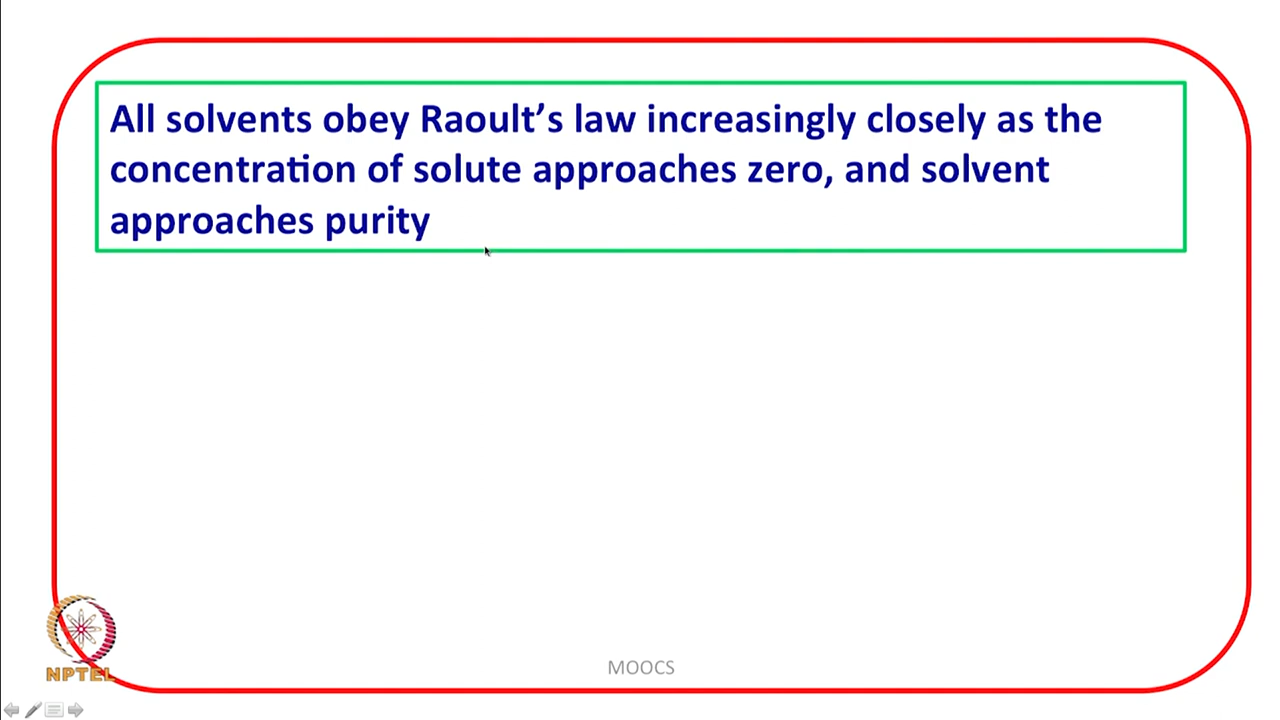 All solvents obey Raoult’s law increasingly closely as the
concentration of solute approaches zero, and solvent
approaches purity
NPTEL
MOOCS